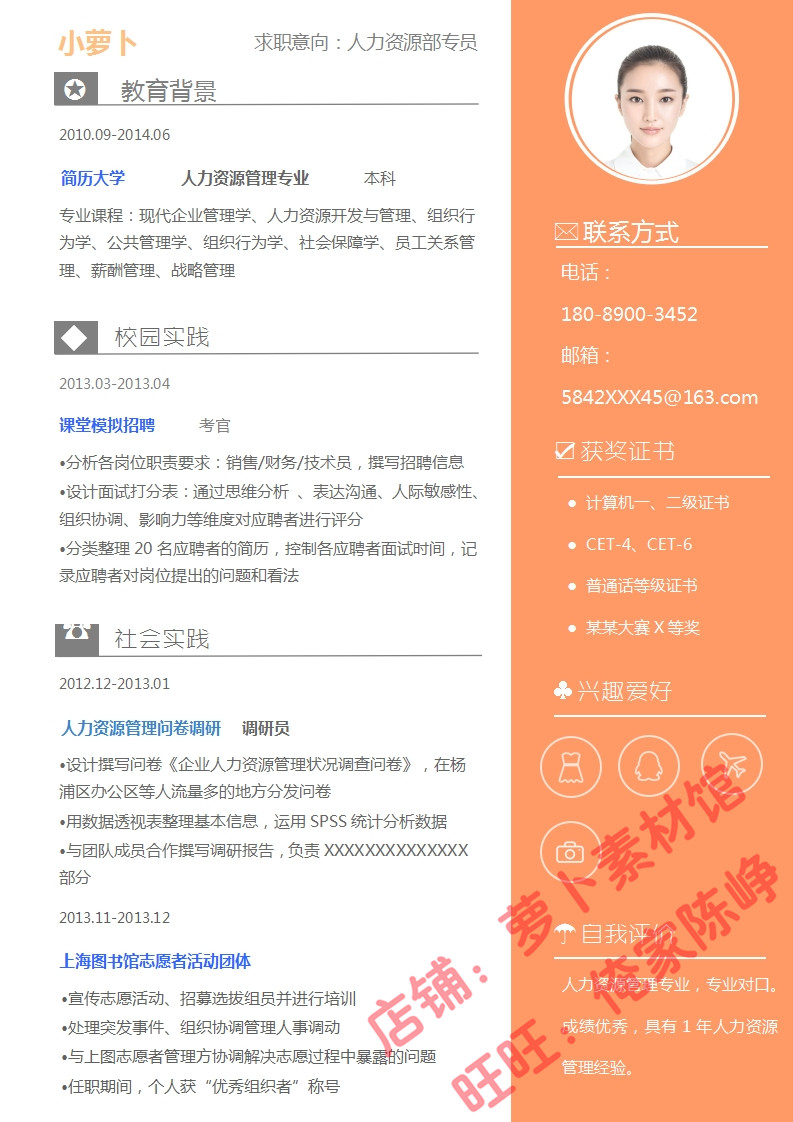 小萝卜
求职意向：人力资源部专员
教育背景
2010.09-2014.06
简历大学 人力资源管理专业 本科
专业课程：现代企业管理学、人力资源开发与管理、组织行
为学、公共管理学、组织行为学、社会保障学、员工关系管
理、薪酬管理、战略管理
校园实践
2013.03-2013.04
课堂模拟招聘 考官
•分析各岗位职责要求：销售/财务/技术员，撰写招聘信息
•设计面试打分表：通过思维分析 、表达沟通、人际敏感性、
组织协调、影响力等维度对应聘者进行评分
•分类整理 20 名应聘者的简历，控制各应聘者面试时间，记
录应聘者对岗位提出的问题和看法
社会实践
2012.12-2013.01
人力资源管理问卷调研 调研员
•设计撰写问卷《企业人力资源管理状况调查问卷》，在杨
浦区办公区等人流量多的地方分发问卷
•用数据透视表整理基本信息，运用 SPSS 统计分析数据
•与团队成员合作撰写调研报告，负责 XXXXXXXXXXXXXX
部分
2013.11-2013.12
上海图书馆志愿者活动团体
•宣传志愿活动、招募选拔组员并进行培训
•处理突发事件、组织协调管理人事调动
•与上图志愿者管理方协调解决志愿过程中暴露的问题
•任职期间，个人获“优秀组织者”称号
联系方式
电话：
180-8900-3452
邮箱：
5842XXX45@163.com
获奖证书
● 计算机一、二级证书
● CET-4、CET-6
● 普通话等级证书
● 某某大赛 X 等奖
兴趣爱好
自我评价
人力资源管理专业，专业对口。
成绩优秀，具有 1 年人力资源
管理经验。
店铺：萝卜素材馆
旺旺：俺家陈峥